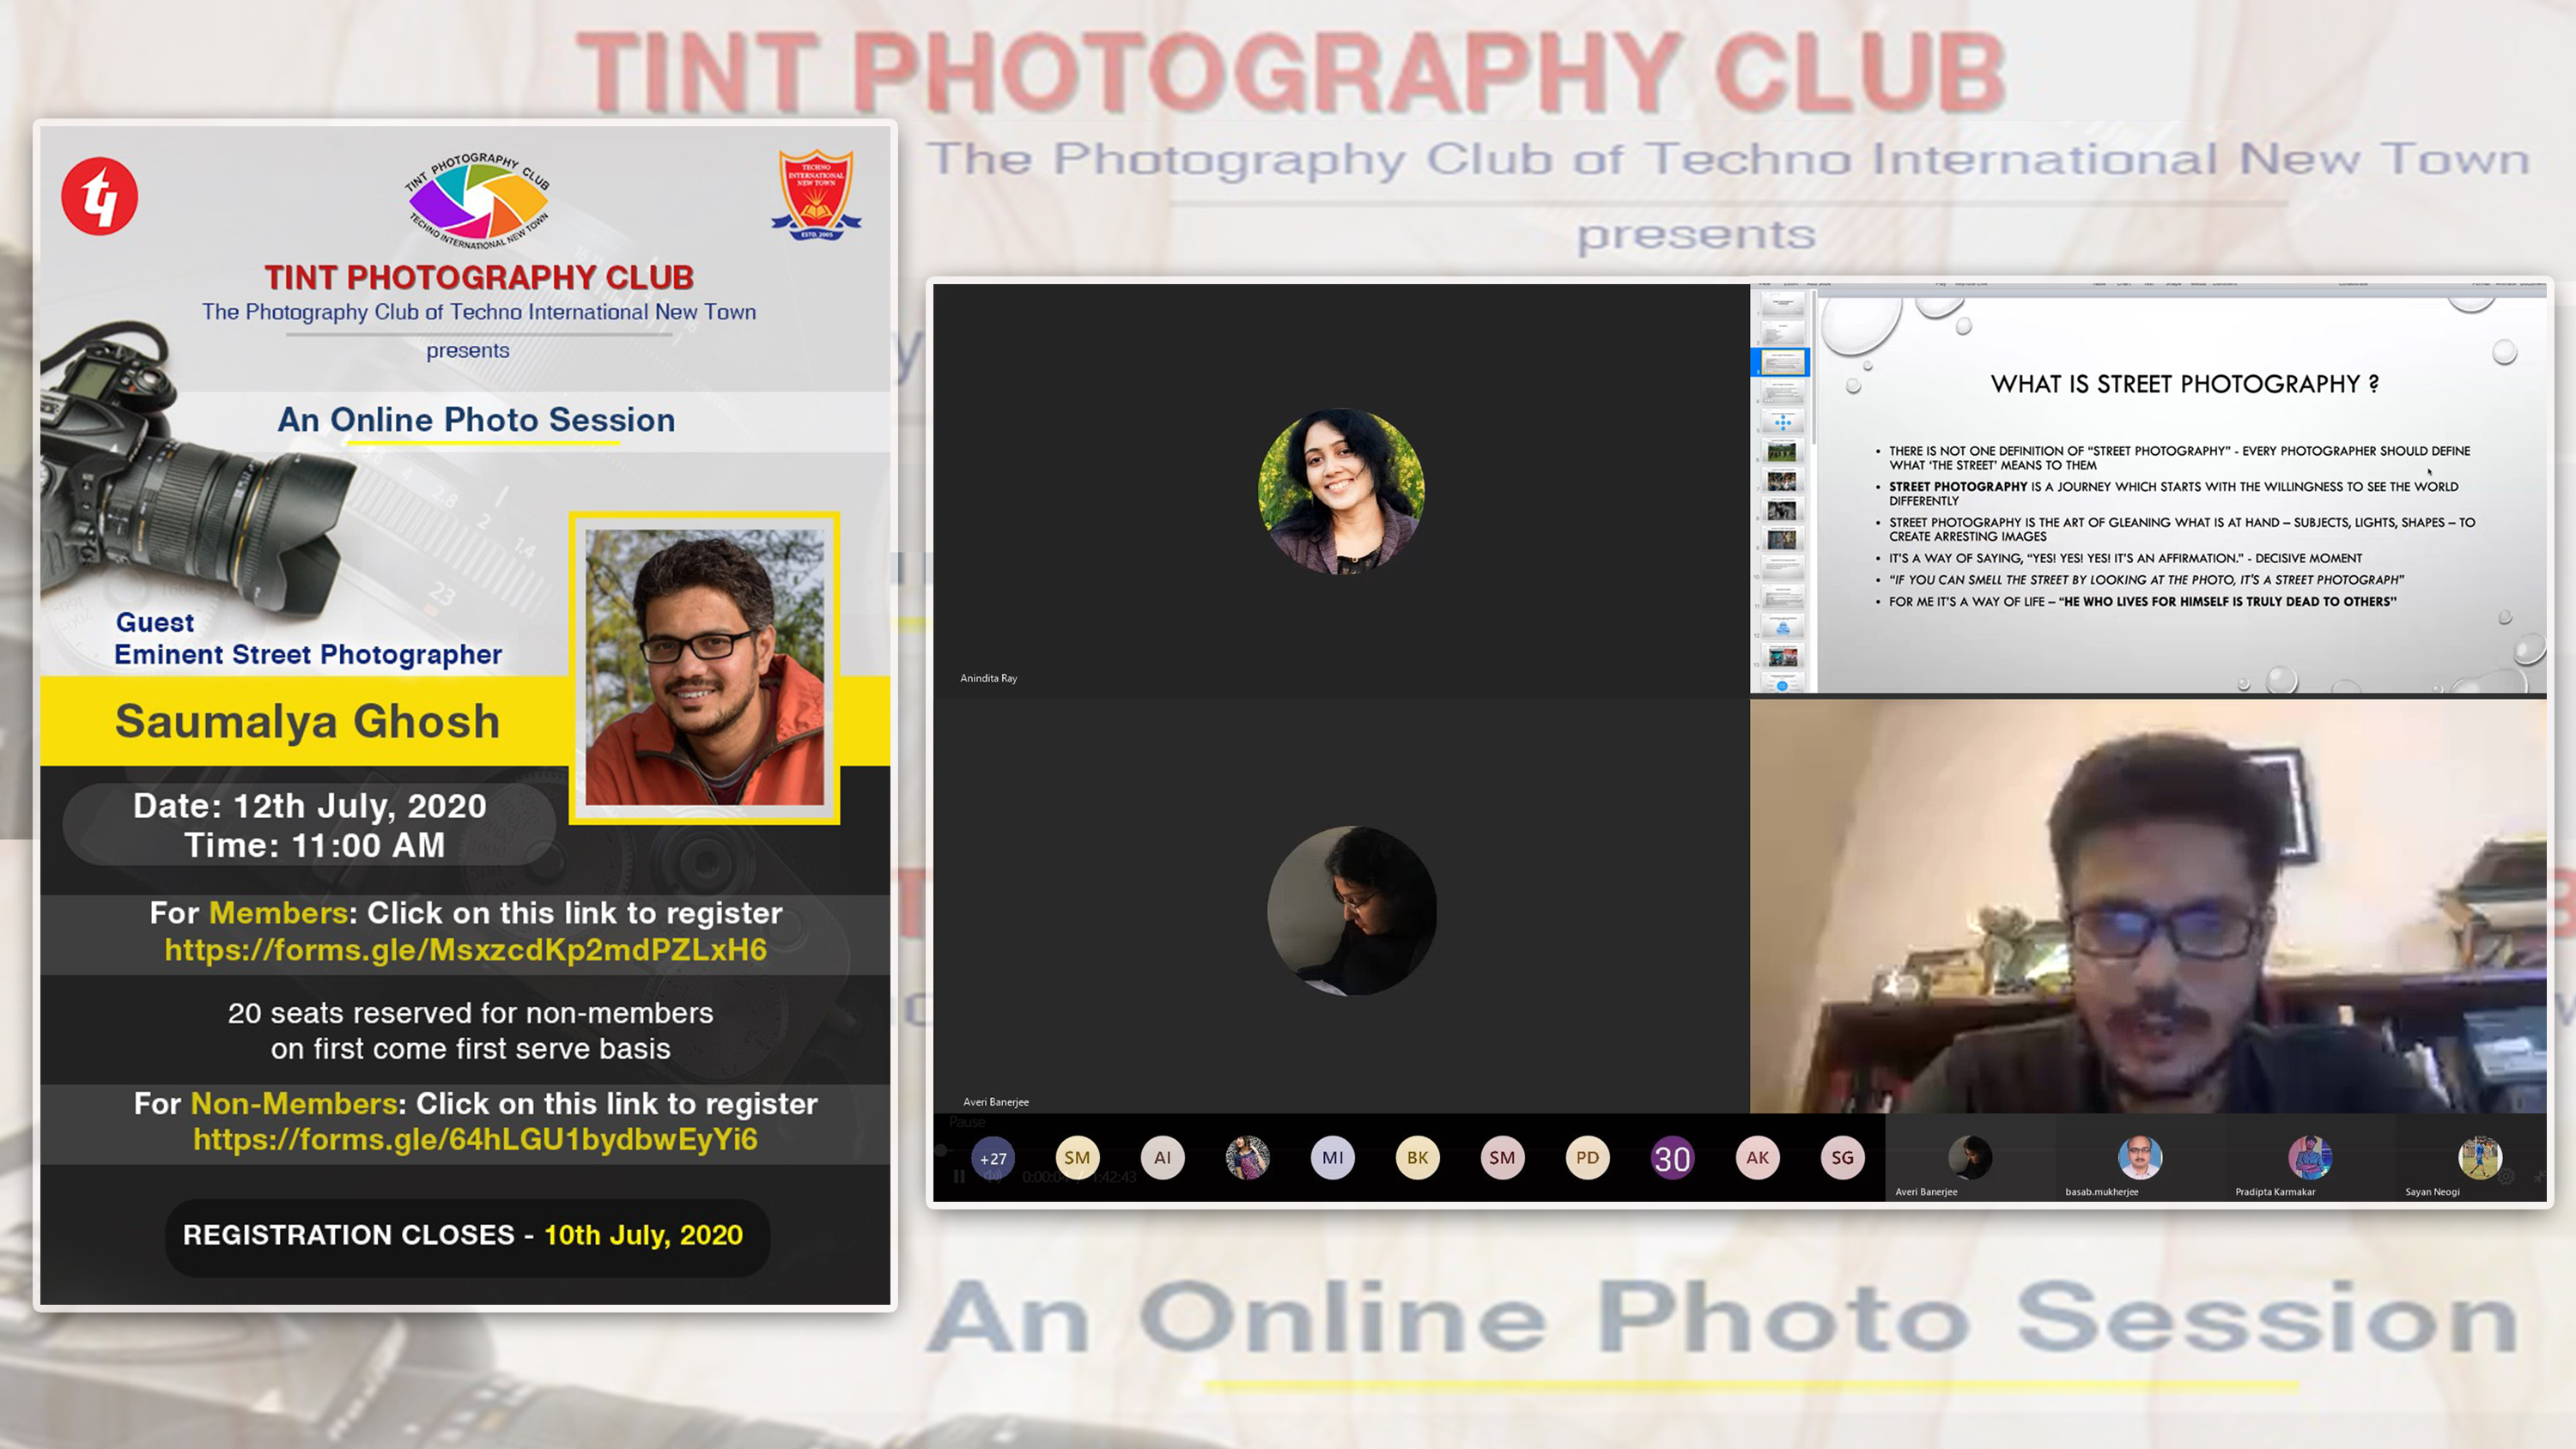 TINT PHOTOGRAPHY CLUB
The Photography Club of Techno International New Town
presents
TINT PHOTOGRAPHY CLUB
TECHNO INTERNATIONAL NEW TOWN
TECHNO
INTERNATIONAL
NEW TOWN
ESTD. 2005
TINT PHOTOGRAPHY CLUB
The Photography Club of Techno International New Town
presents
An Online Photo Session
Guest
Eminent Street Photographer
Saumalya Ghosh
Date: 12th July, 2020
Time: 11:00 AM
For Members: Click on this link to register
https://forms.gle/MsxzcdKp2mdPZLxH6
20 seats reserved for non-members
on first come first serve basis
For Non-Members: Click on this link to register
https://forms.gle/64hLGU1bydbwEyYi6
REGISTRATION CLOSES - 10th July, 2020
Anindita Ray
WHAT IS STREET PHOTOGRAPHY ?
• THERE IS NOT ONE DEFINITION OF “STREET PHOTOGRAPHY” - EVERY PHOTOGRAPHER SHOULD DEFINE
WHAT ‘THE STREET’ MEANS TO THEM
• STREET PHOTOGRAPHY IS A JOURNEY WHICH STARTS WITH THE WILLINGNESS TO SEE THE WORLD
DIFFERENTLY
• STREET PHOTOGRAPHY IS THE ART OF GLEANING WHAT IS AT HAND – SUBJECTS, LIGHTS, SHAPES – TO
CREATE ARRESTING IMAGES
• IT’S A WAY OF SAYING, “YES! YES! YES! IT’S AN AFFIRMATION.” - DECISIVE MOMENT
• “IF YOU CAN SMELL THE STREET BY LOOKING AT THE PHOTO, IT’S A STREET PHOTOGRAPH”
• FOR ME IT’S A WAY OF LIFE – “HE WHO LIVES FOR HIMSELF IS TRULY DEAD TO OTHERS”
Averi Banerjee
Pause
+27 SM AI MI BK SM PD 30 AK SG
Averi Banerjee basab.mukherjee Pradipta Karmakar Sayan Neogi
An Online Photo Session